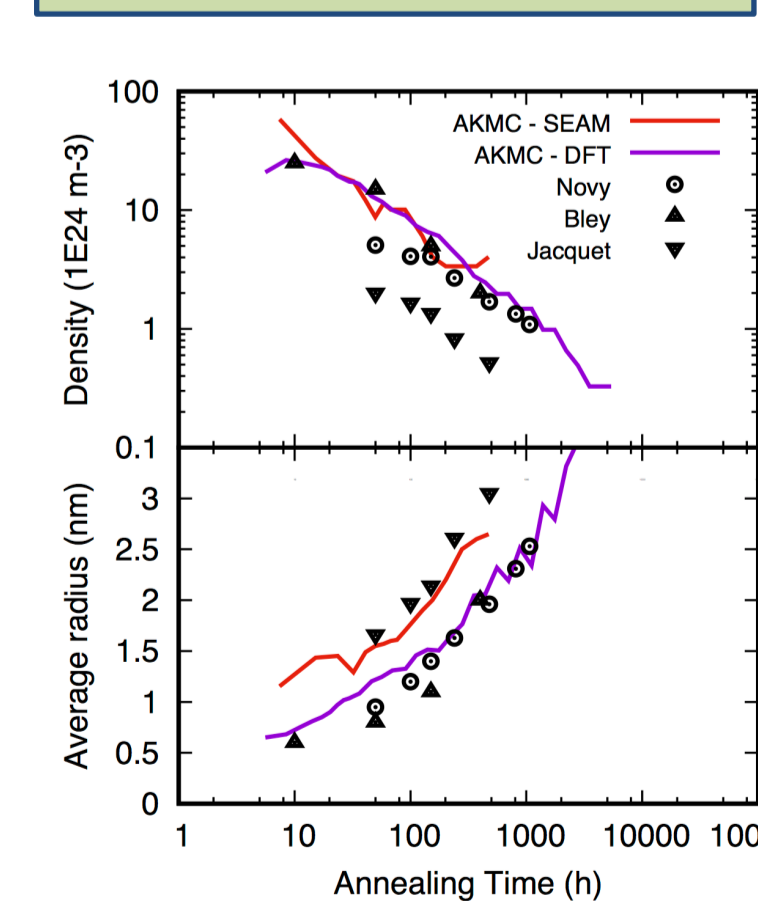 100
10
1
0.1
Density (1E24 m-3)
AKMC - SEAM
AKMC - DFT
Novy
Bley
Jacquet
3
2.5
2
1.5
1
0.5
0
Average radius (nm)
1 10 100 1000 10000 100
Annealing Time (h)